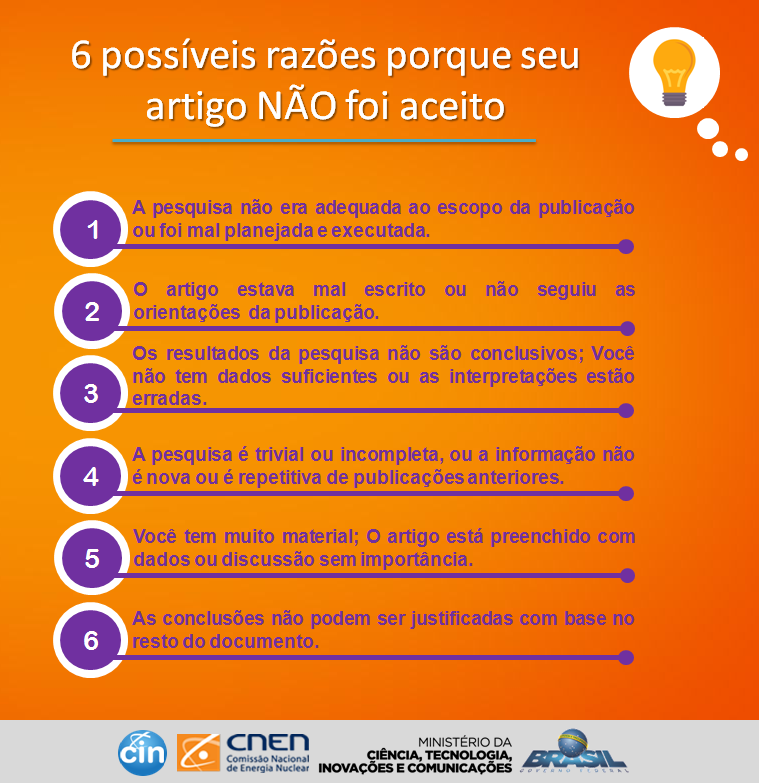 6 possíveis razões porque seu
artigo NÃO foi aceito
1
A pesquisa não era adequada ao escopo da publicação
ou foi mal planejada e executada.
2
O artigo estava mal escrito ou não seguiu as
orientações da publicação.
3
Os resultados da pesquisa não são conclusivos; Você
não tem dados suficientes ou as interpretações estão
erradas.
4
A pesquisa é trivial ou incompleta, ou a informação não
é nova ou é repetitiva de publicações anteriores.
5
Você tem muito material; O artigo está preenchido com
dados ou discussão sem importância.
6
As conclusões não podem ser justificadas com base no
resto do documento.
cin
CNEN
Comissão Nacional
de Energia Nuclear
MINISTÉRIO DA
CIÊNCIA, TECNOLOGIA,
INOVAÇÕES E COMUNICAÇÕES
BRASIL
GOVERNO FEDERAL